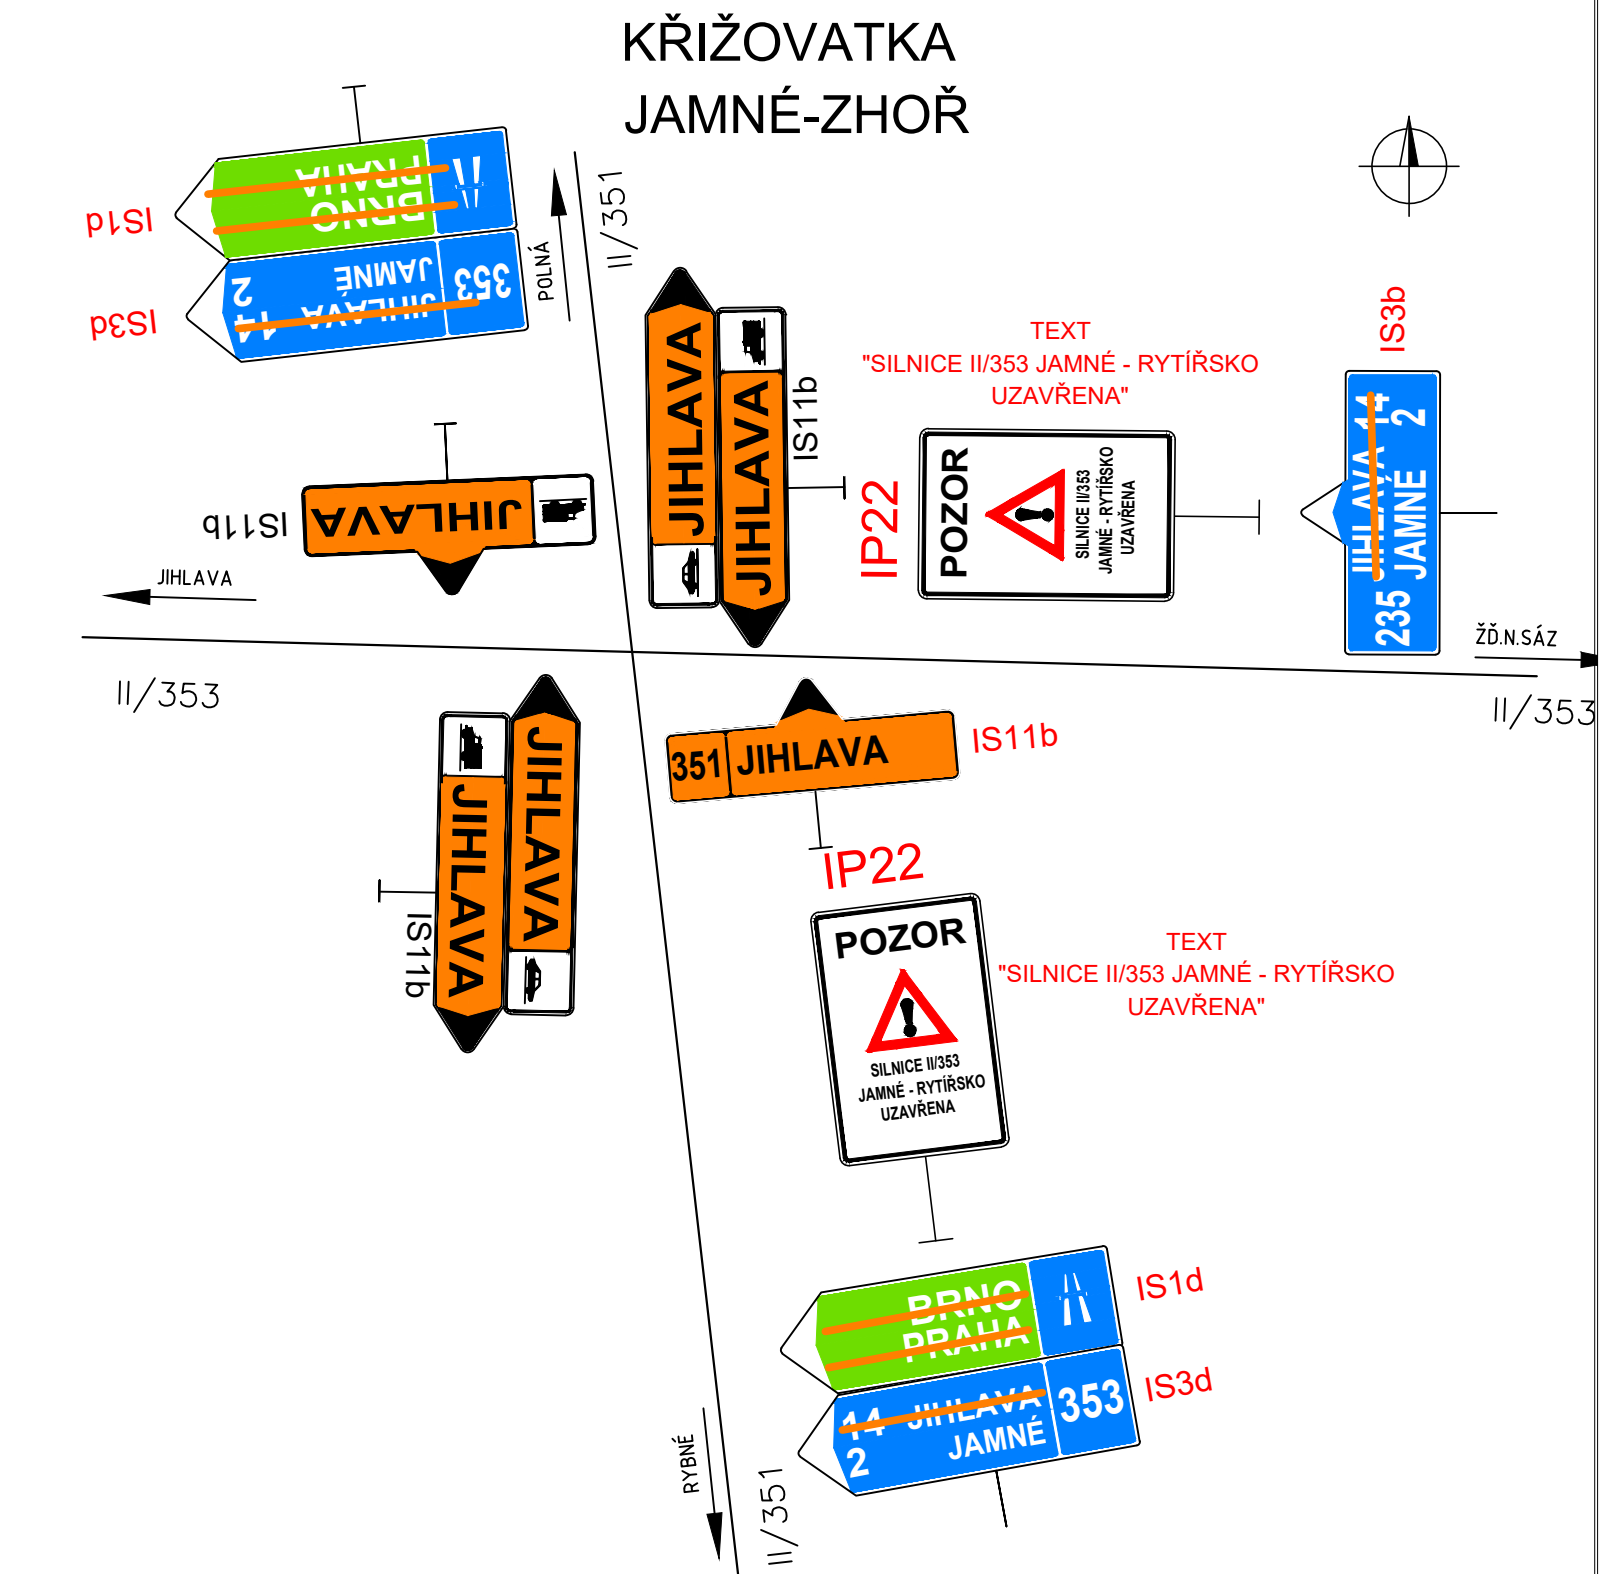 KŘIŽOVATKA
JAMNÉ-ZHOŘ
PRAHA
BRNO
IS1d
353
JAMNÉ 2
JIHLAVA 14
IS3d
POLNÁ
II/351
JIHLAVA
JIHLAVA
IS11b
TEXT
"SILNICE II/353 JAMNÉ - RYTÍŘSKO
UZAVŘENA"
IP22
POZOR
SILNICE II/353
JAMNÉ - RYTÍŘSKO
UZAVŘENA
IS3b
JIHLAVA 14
235 JAMNÉ 2
JIHLAVA
IS11b
JIHLAVA
II/353
ŽĎ.N.SÁZ
II/353
JIHLAVA
JIHLAVA
IS11b
351 JIHLAVA
IS11b
IP22
POZOR
SILNICE II/353
JAMNÉ - RYTÍŘSKO
UZAVŘENA
TEXT
"SILNICE II/353 JAMNÉ - RYTÍŘSKO
UZAVŘENA"
BRNO
PRAHA
IS1d
14 JIHLAVA
2 JAMNÉ
353
IS3d
RYBNÉ
II/351